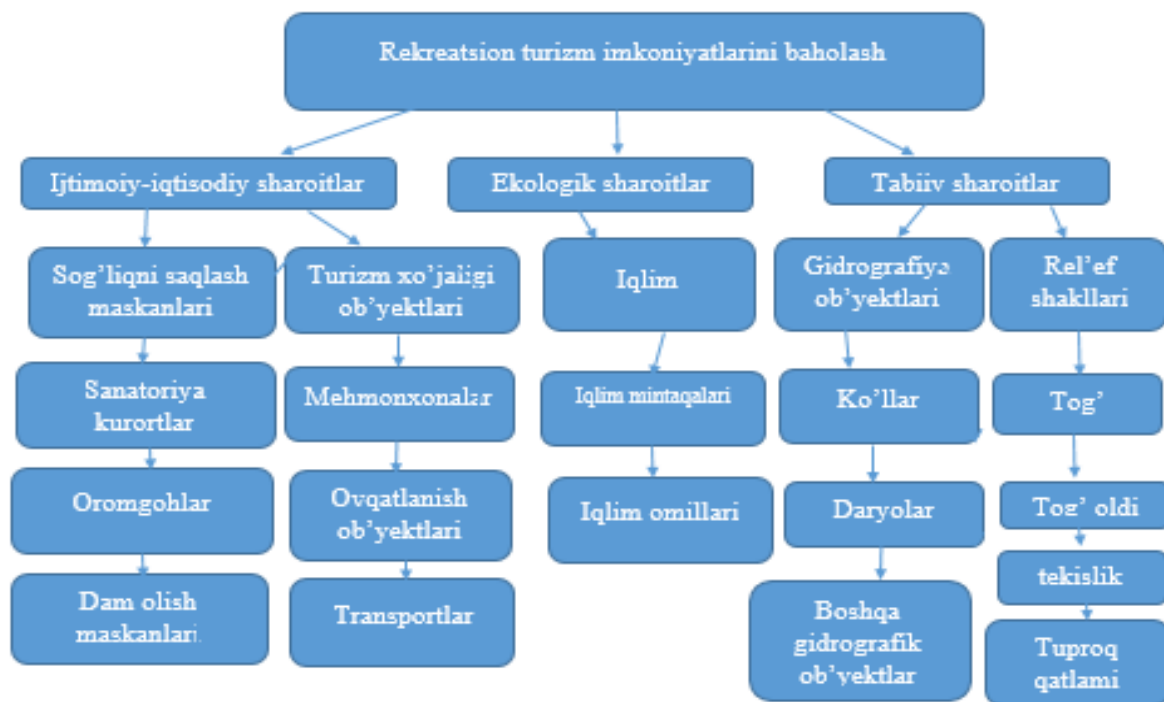 Rekreatsion turizm imkoniyatlarini baholash
Ijtimoiy-iqtisodiy sharoitlar
Ekologik sharoitlar
Tabiiv sharoitlar
Sog’liqni saqlash
maskanlari
Turizm xo’jaligi
ob’yektlari
Iqlim
Gidrografiya
ob’yektlari
Rel’ef
shakllari
Sanatoriya
kurortlar
Mehmonxonalar
Iqlim mintaqalari
Ko’llar
Tog’
Oromgohlar
Ovqatlanish
ob’yektlari
Iqlim omillari
Daryolar
Tog’ oldi
tekislik
Dam olish
maskanlari.
Transportlar
Boshqa
gidrografik
ob’yektlar
Tuproq
qatlami